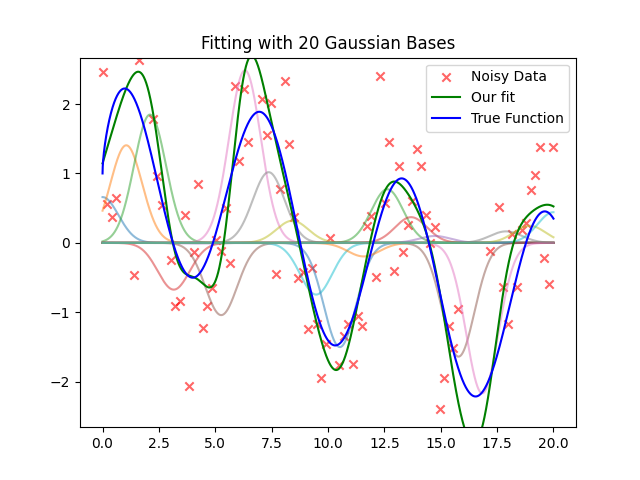 Fitting with 20 Gaussian Bases
Noisy Data
Our fit
True Function
2
1
0
−1
−2
0.0 2.5 5.0 7.5 10.0 12.5 15.0 17.5 20.0